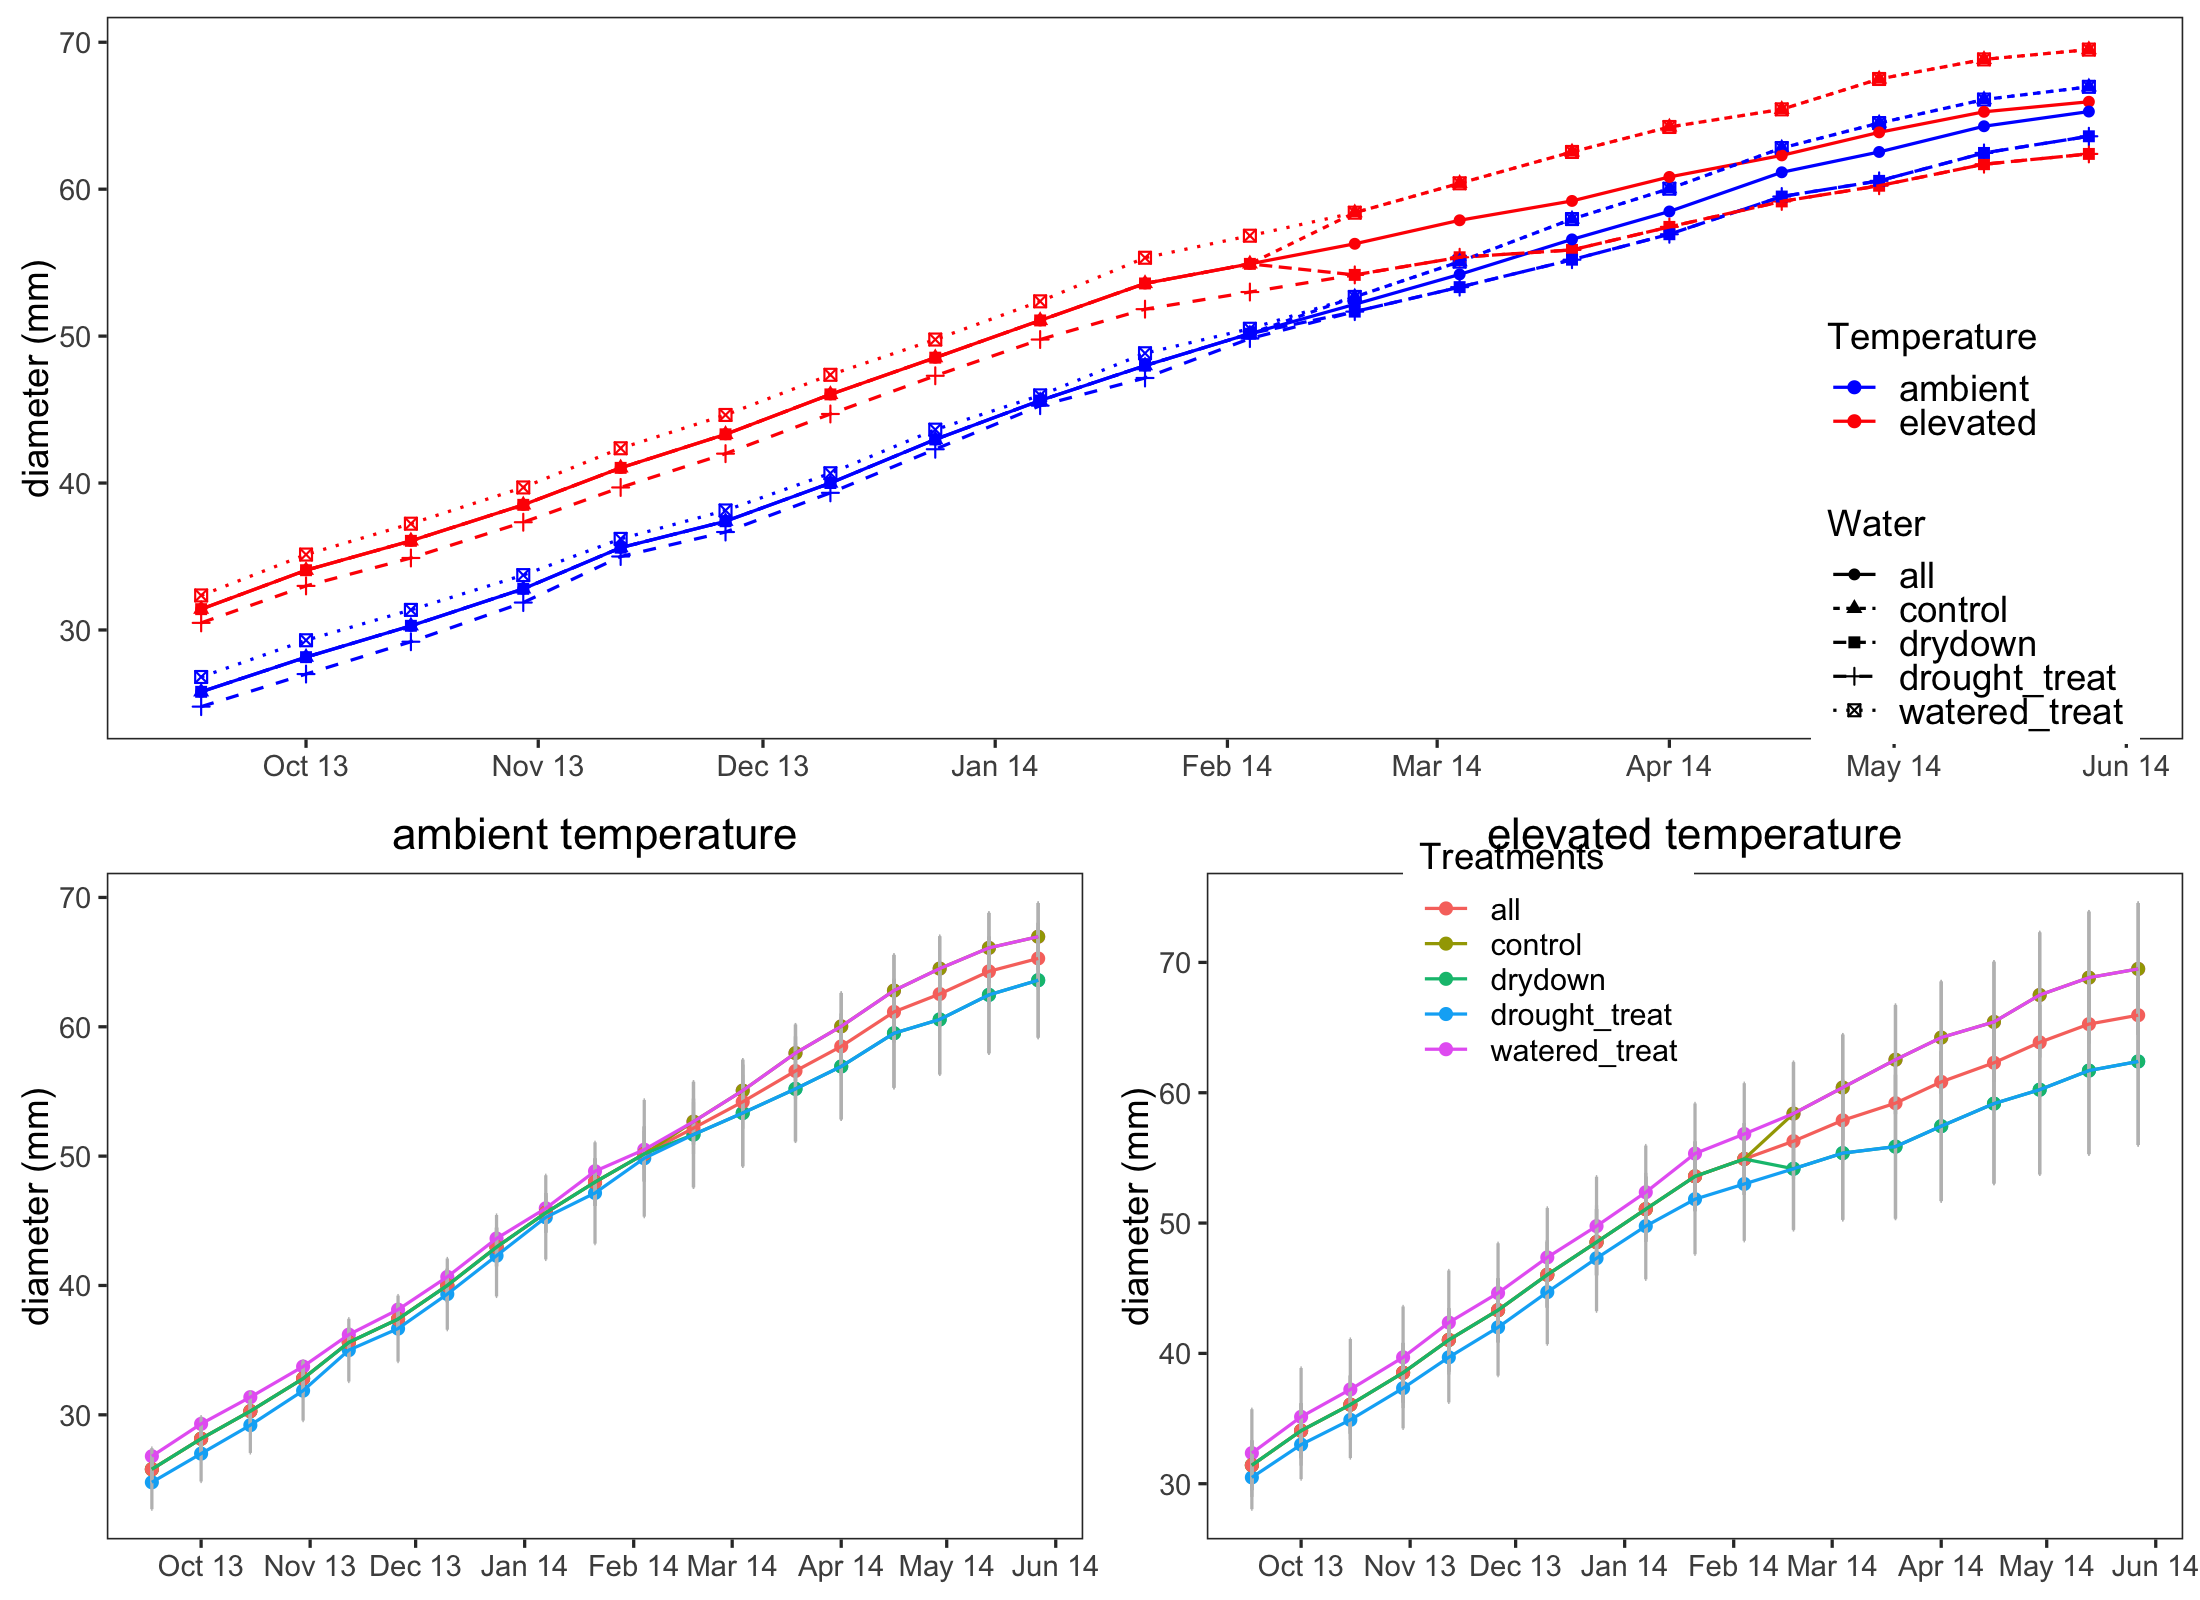 70
60
50
40
30
diameter (mm)
Temperature
ambient
elevated
Water
all
control
drydown
drought_treat
watered_treat
Oct 13 Nov 13 Dec 13 Jan 14 Feb 14 Mar 14 Apr 14 May 14 Jun 14
ambient temperature
70
60
50
40
30
diameter (mm)
Oct 13 Nov 13 Dec 13 Jan 14 Feb 14 Mar 14 Apr 14 May 14 Jun 14
elevated temperature
Treatments
all
control
drydown
drought_treat
watered_treat
70
60
50
40
30
diameter (mm)
Oct 13 Nov 13 Dec 13 Jan 14 Feb 14 Mar 14 Apr 14 May 14 Jun 14